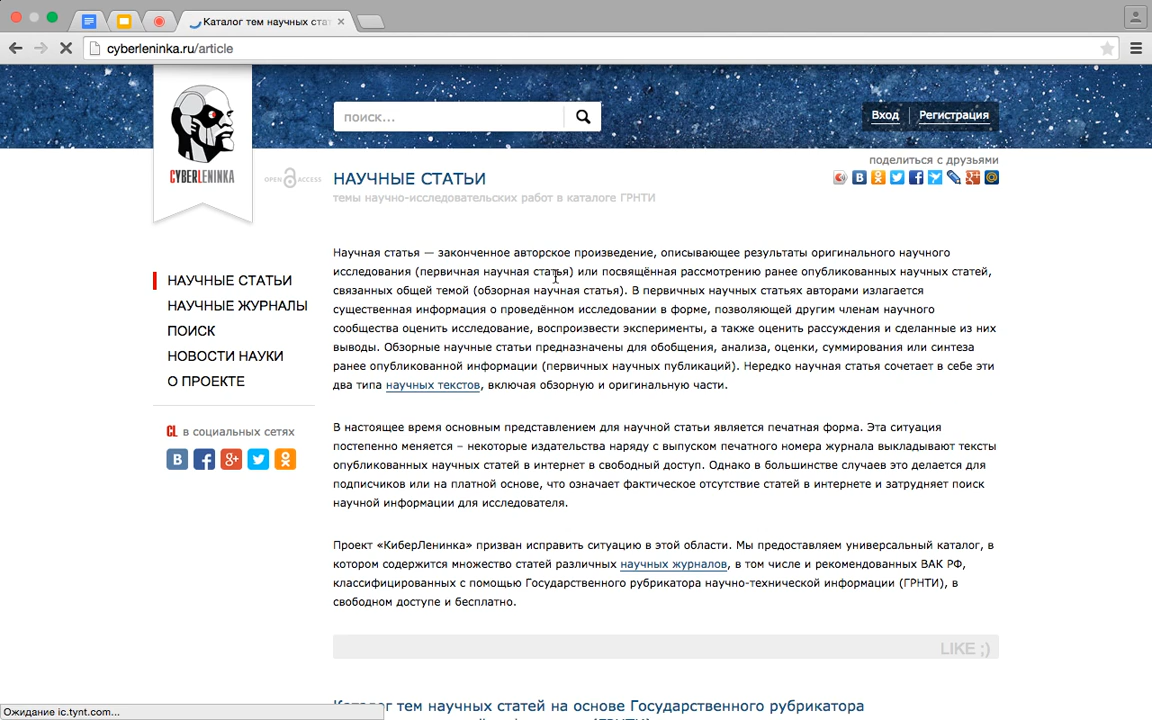 Каталог тем научных стат
cyberleninka.ru/article
поиск...
Вход
Регистрация
CYBERLENINKA
OPEN ACCESS
поделиться с друзьями
НАУЧНЫЕ СТАТЬИ
темы научно-исследовательских работ в каталоге ГРНТИ
НАУЧНЫЕ СТАТЬИ
НАУЧНЫЕ ЖУРНАЛЫ
ПОИСК
НОВОСТИ НАУКИ
О ПРОЕКТЕ
CL в социальных сетях
Научная статья — законченное авторское произведение, описывающее результаты оригинального научного
исследования (первичная научная статья) или посвящённая рассмотрению ранее опубликованных научных статей,
связанных общей темой (обзорная научная статья). В первичных научных статьях авторами излагается
существенная информация о проведённом исследовании в форме, позволяющей другим членам научного
сообщества оценить исследование, воспроизвести эксперименты, а также оценить рассуждения и сделанные из них
выводы. Обзорные научные статьи предназначены для обобщения, анализа, оценки, суммирования или синтеза
ранее опубликованной информации (первичных научных публикаций). Нередко научная статья сочетает в себе эти
два типа научных текстов, включая обзорную и оригинальную части.
В настоящее время основным представлением для научной статьи является печатная форма. Эта ситуация
постепенно меняется – некоторые издательства наряду с выпуском печатного номера журнала выкладывают тексты
опубликованных научных статей в интернет в свободный доступ. Однако в большинстве случаев это делается для
подписчиков или на платной основе, что означает фактическое отсутствие статей в интернете и затрудняет поиск
научной информации для исследователя.
Проект «КиберЛенинка» призван исправить ситуацию в этой области. Мы предоставляем универсальный каталог, в
котором содержится множество статей различных научных журналов, в том числе и рекомендованных ВАК РФ,
классифицированных с помощью Государственного рубрикатора научно-технической информации (ГРНТИ), в
свободном доступе и бесплатно.
LIKE ;)
Каталог тем научных статей на основе Государственного рубрикатора
Ожидание ic.tynt.com...